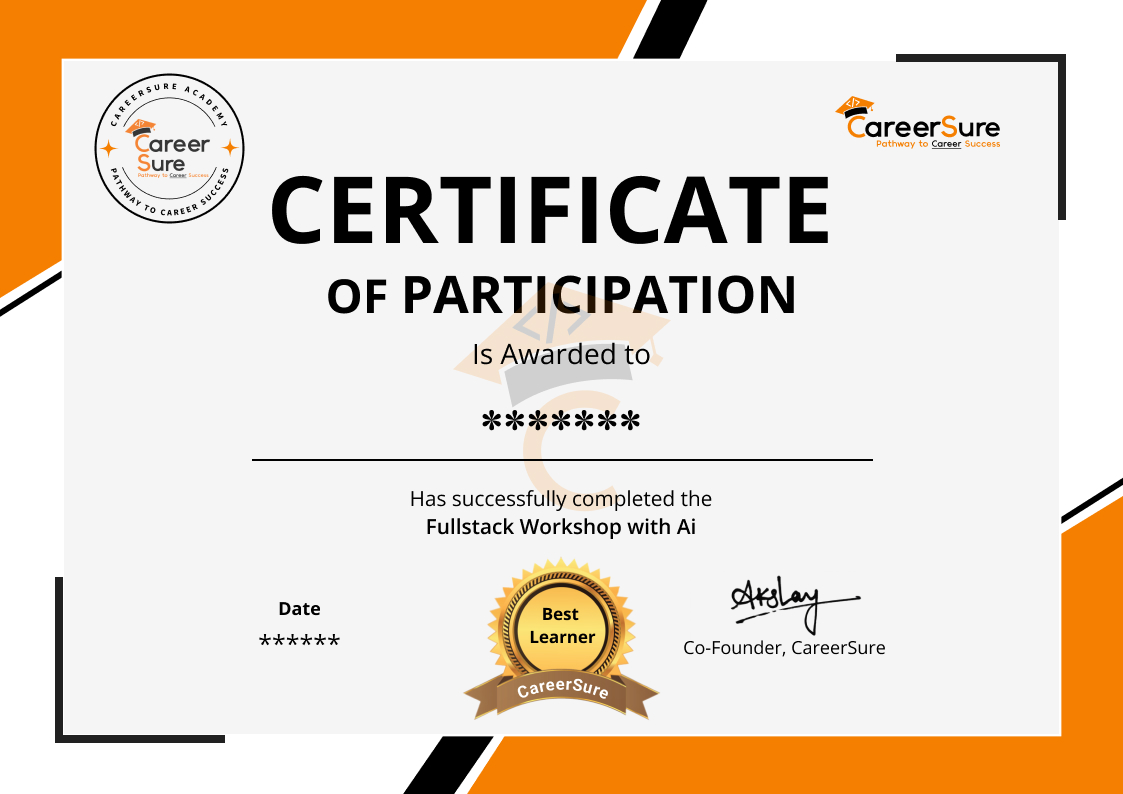 CAREERSURE ACADEMY
</>
Career
Sure
Pathway to Career Success
PATHWAY TO CAREER SUCCESS
</>
CareerSure
Pathway to Career Success
CERTIFICATE
OF PARTICIPATION
</>
Is Awarded to
*******
C
Has successfully completed the
Fullstack Workshop with Ai
Date
******
Best
Learner
CareerSure
Akslay
Co-Founder, CareerSure